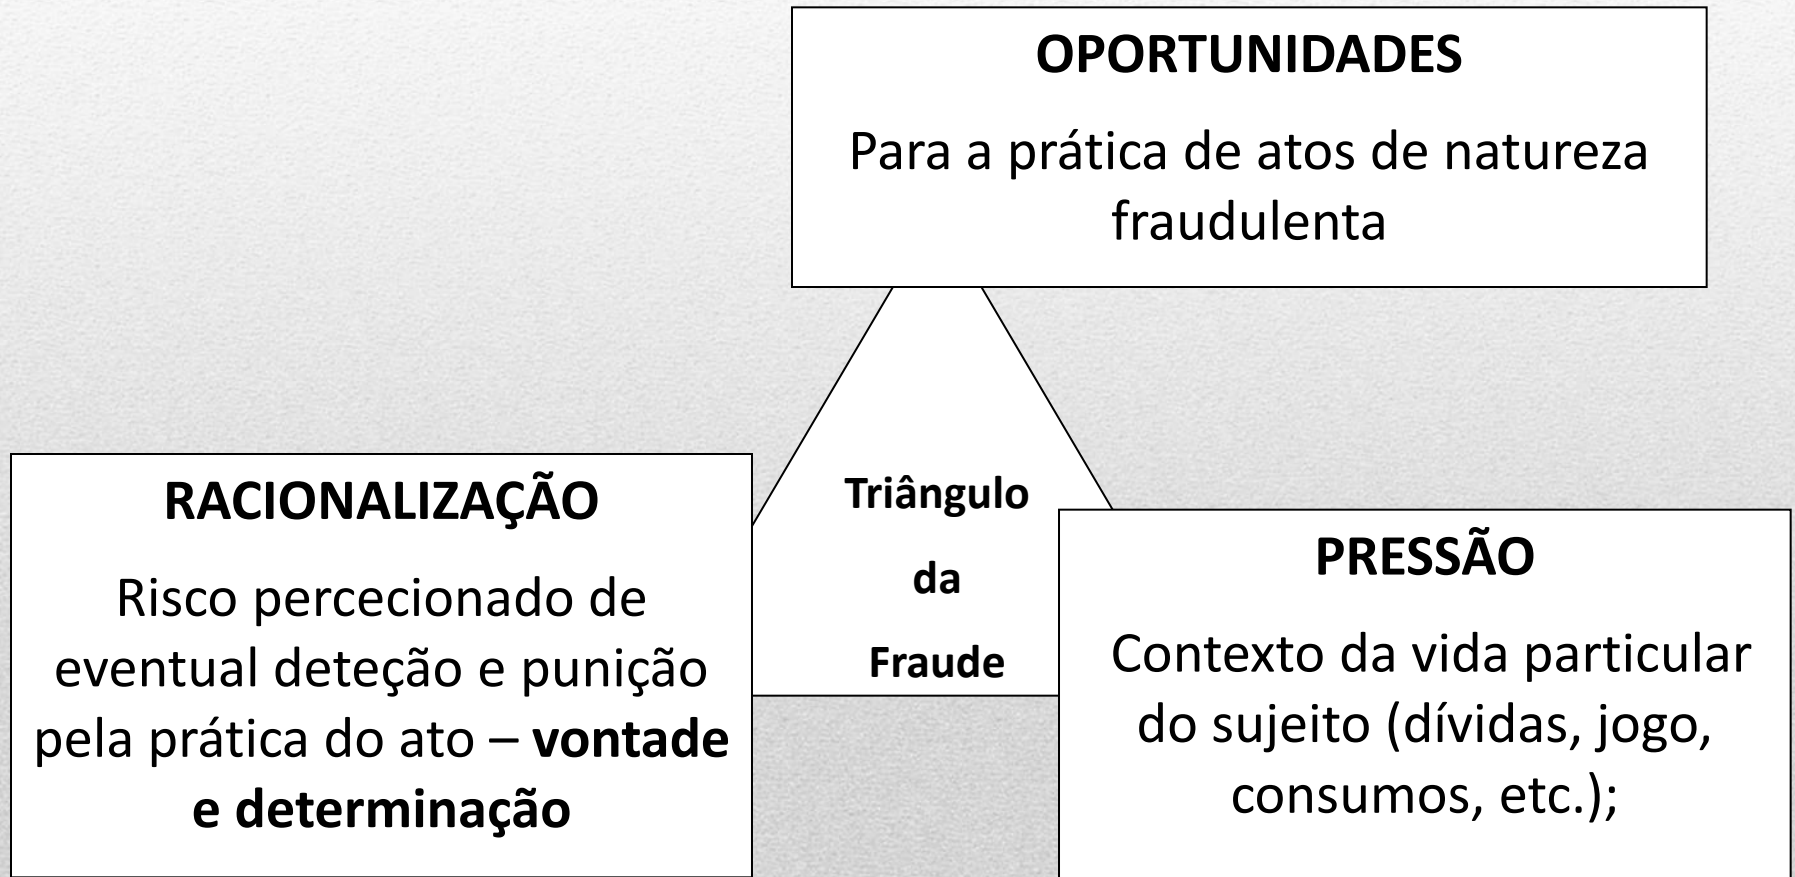 OPORTUNIDADES
Para a prática de atos de natureza
fraudulenta
Triângulo
da
Fraude
RACIONALIZAÇÃO
Risco percecionado de
eventual deteção e punição
pela prática do ato – vontade
e determinação
PRESSÃO
Contexto da vida particular
do sujeito (dívidas, jogo,
consumos, etc.);